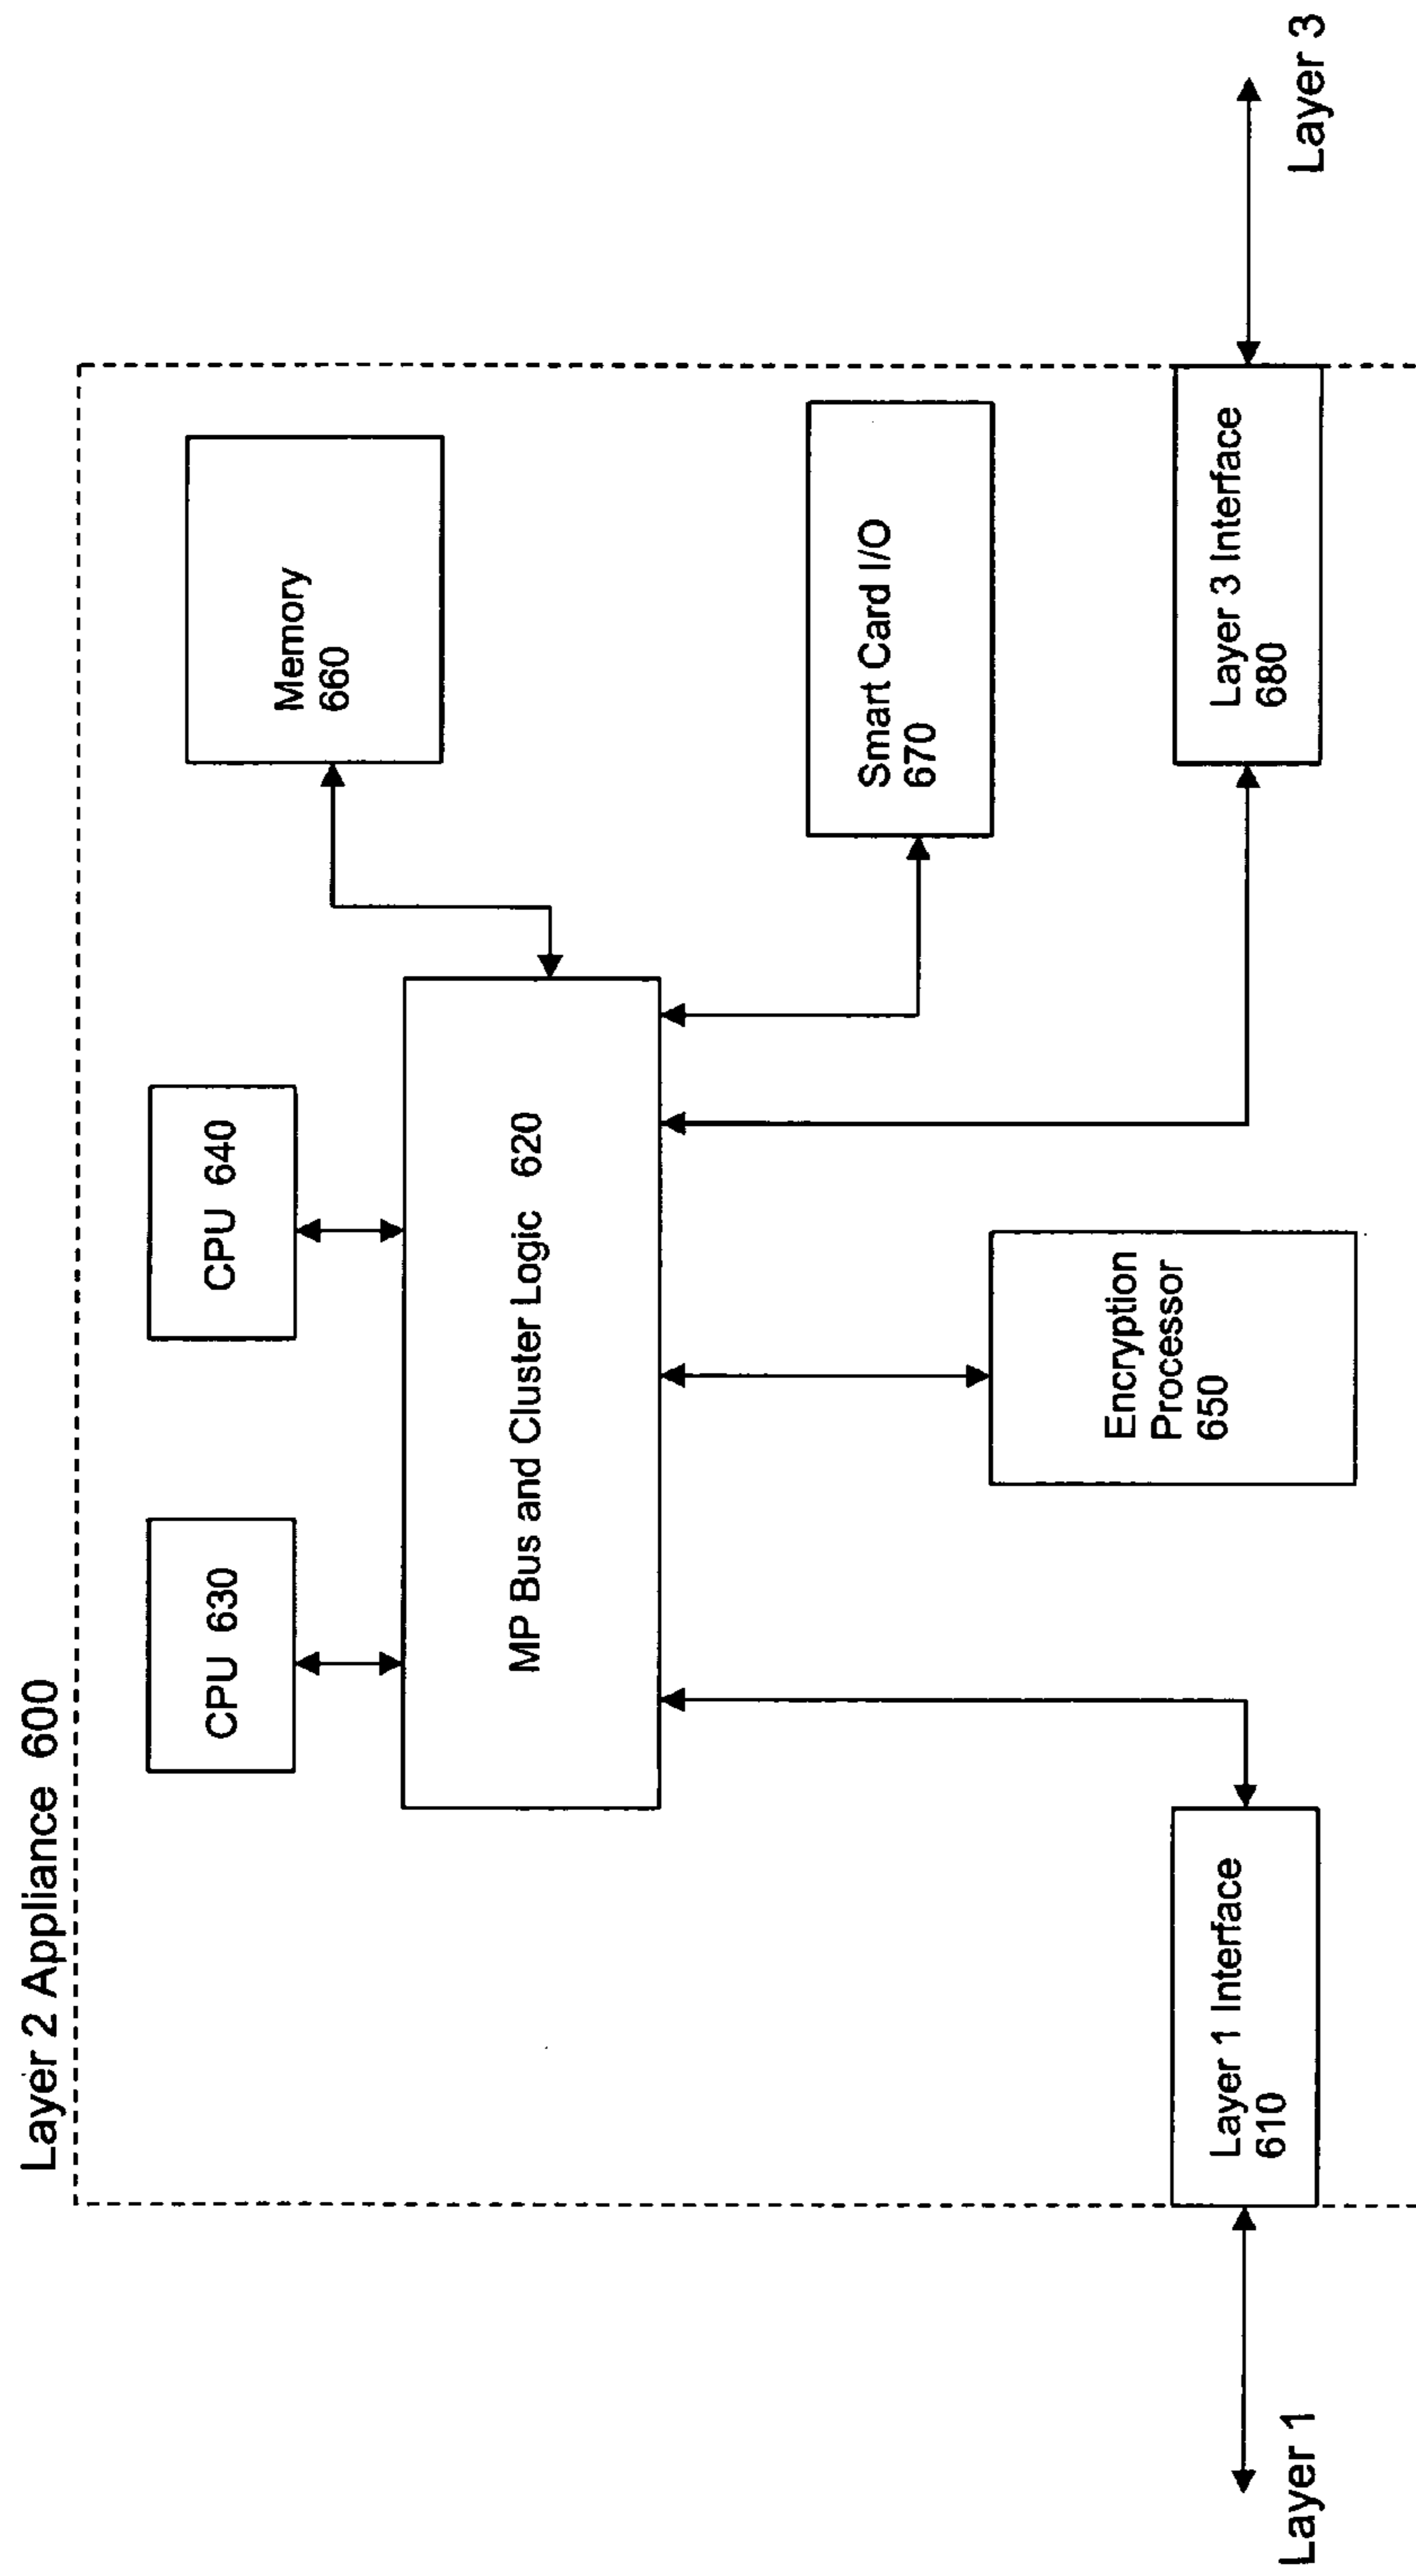 Layer 2 Appliance 600
CPU 630
CPU 640
Memory
660
MP Bus and Cluster Logic 620
Smart Card I/O
670
Encryption
Processor
650
Layer 1 Interface
610
Layer 3 Interface
680
Layer 1
Layer 3